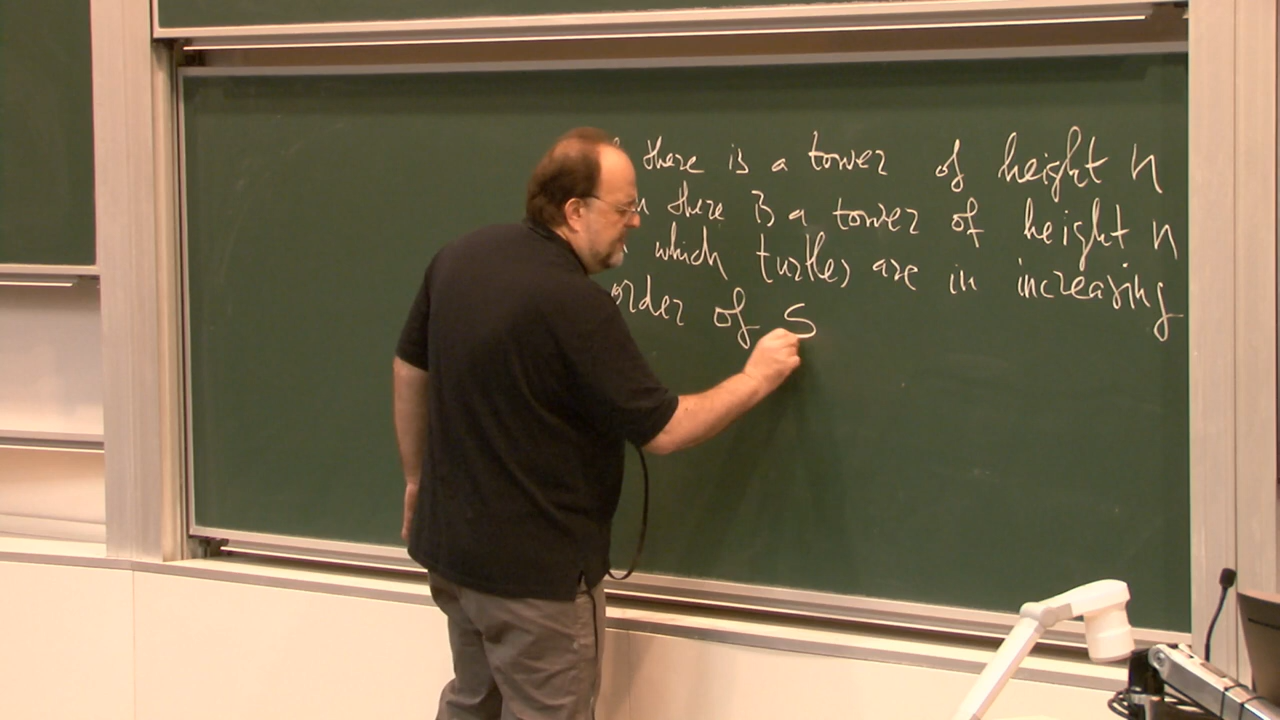 there is a tower of height n
there is a tower of height n
which turtles are in increasing
order of s